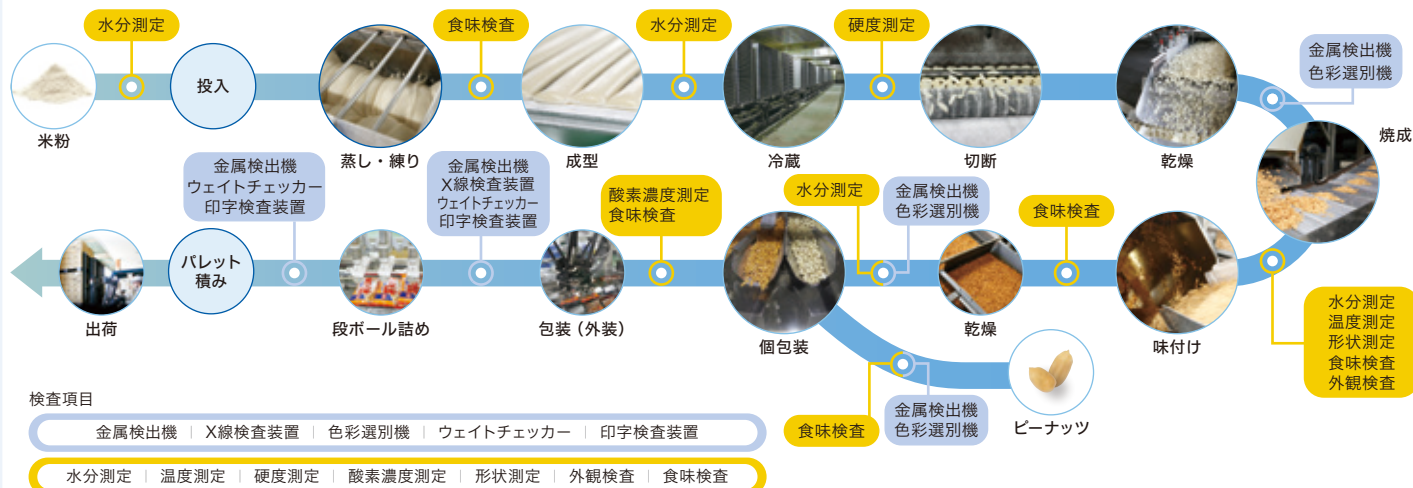 水分測定
食味検査
水分測定
硬度測定
金属検出機
色彩選別機
投入
米粉
蒸し・練り
成型
冷蔵
切断
乾燥
焼成
金属検出機
ウェイトチェッカー
印字検査装置
金属検出機
X線検査装置
ウェイトチェッカー
印字検査装置
酸素濃度測定
食味検査
水分測定
金属検出機
色彩選別機
食味検査
パレット
積み
出荷
段ボール詰め
包装（外装）
個包装
乾燥
味付け
水分測定
温度測定
形状測定
食味検査
外観検査
食味検査
金属検出機
色彩選別機
ピーナッツ
検査項目
金属検出機 | X線検査装置 | 色彩選別機 | ウェイトチェッカー | 印字検査装置
水分測定 | 温度測定 | 硬度測定 | 酸素濃度測定 | 形状測定 | 外観検査 | 食味検査